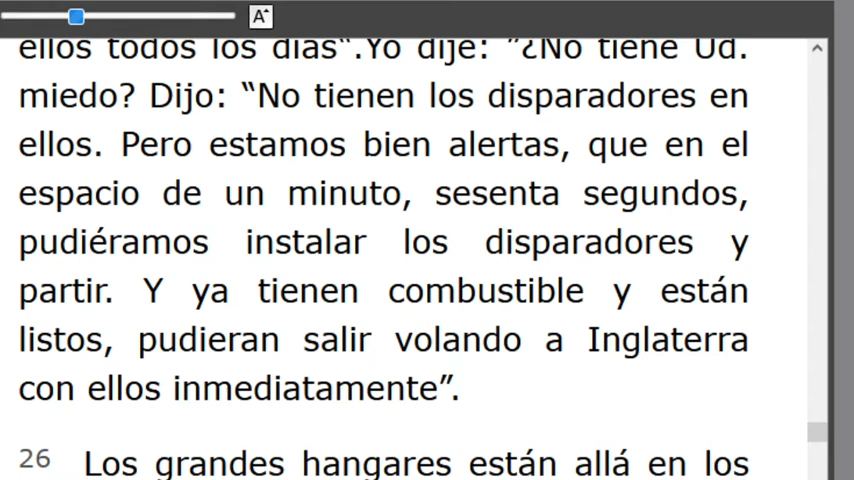 A
ellos todos los días".Yo dije: "¿No tiene Ud.
miedo? Dijo: “No tienen los disparadores en
ellos. Pero estamos bien alertas, que en el
espacio de un minuto, sesenta segundos,
pudiéramos instalar los disparadores y
partir. Y ya tienen combustible y están
listos, pudieran salir volando a Inglaterra
con ellos inmediatamente”.
26 Los grandes hangares están allá en los